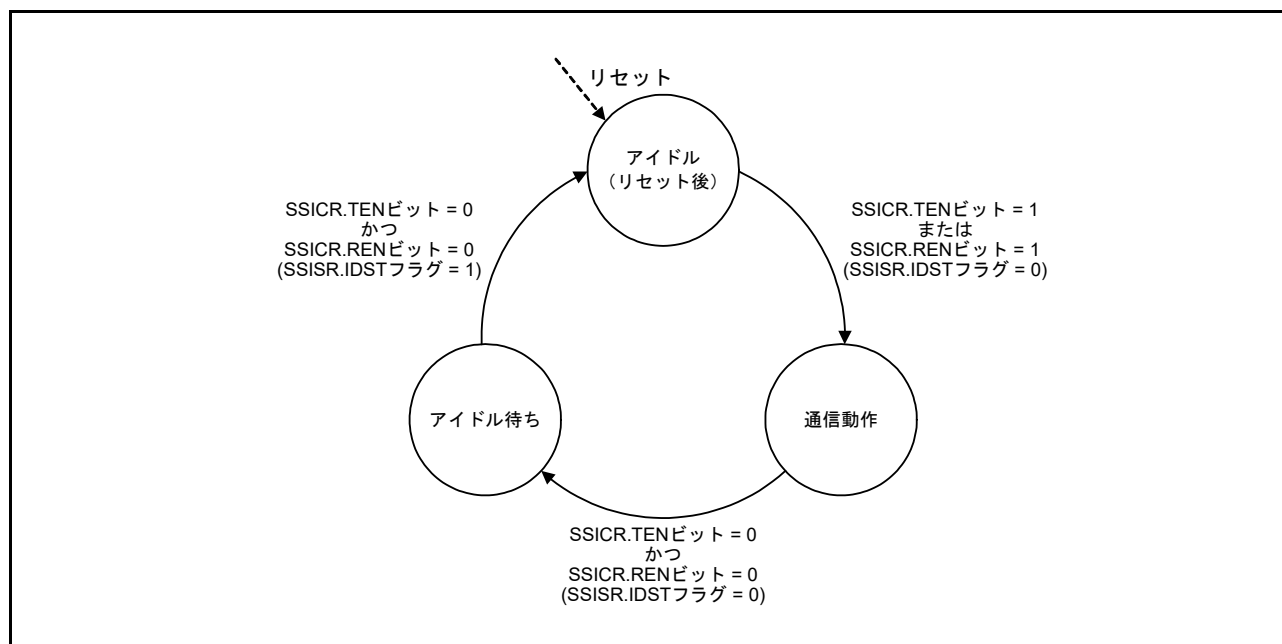 リセット
アイドル
(リセット後)
SSICR.TENビット = 0
かつ
SSICR.RENビット = 0
(SSISR.IDSTフラグ = 1)
SSICR.TENビット = 1
または
SSICR.RENビット = 1
(SSISR.IDSTフラグ = 0)
アイドル待ち
通信動作
SSICR.TENビット = 0
かつ
SSICR.RENビット = 0
(SSISR.IDSTフラグ = 0)